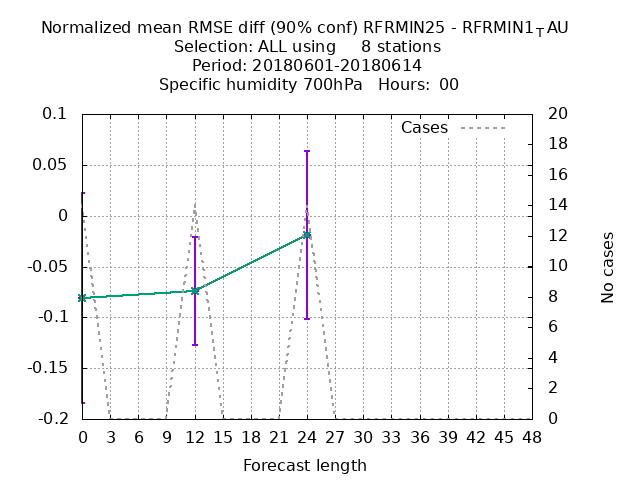 Normalized mean RMSE diff (90% conf) RFRMIN25 - RFRMIN1_TAU
Selection: ALL using     8 stations
Period: 20180601-20180614
Specific humidity 700hPa   Hours:  00
0.1
0.05
0
-0.05
-0.1
-0.15
-0.2
Cases
20
18
16
14
12
10
8
6
4
2
0
No cases
0 3 6 9 12 15 18 21 24 27 30 33 36 39 42 45 48
Forecast length